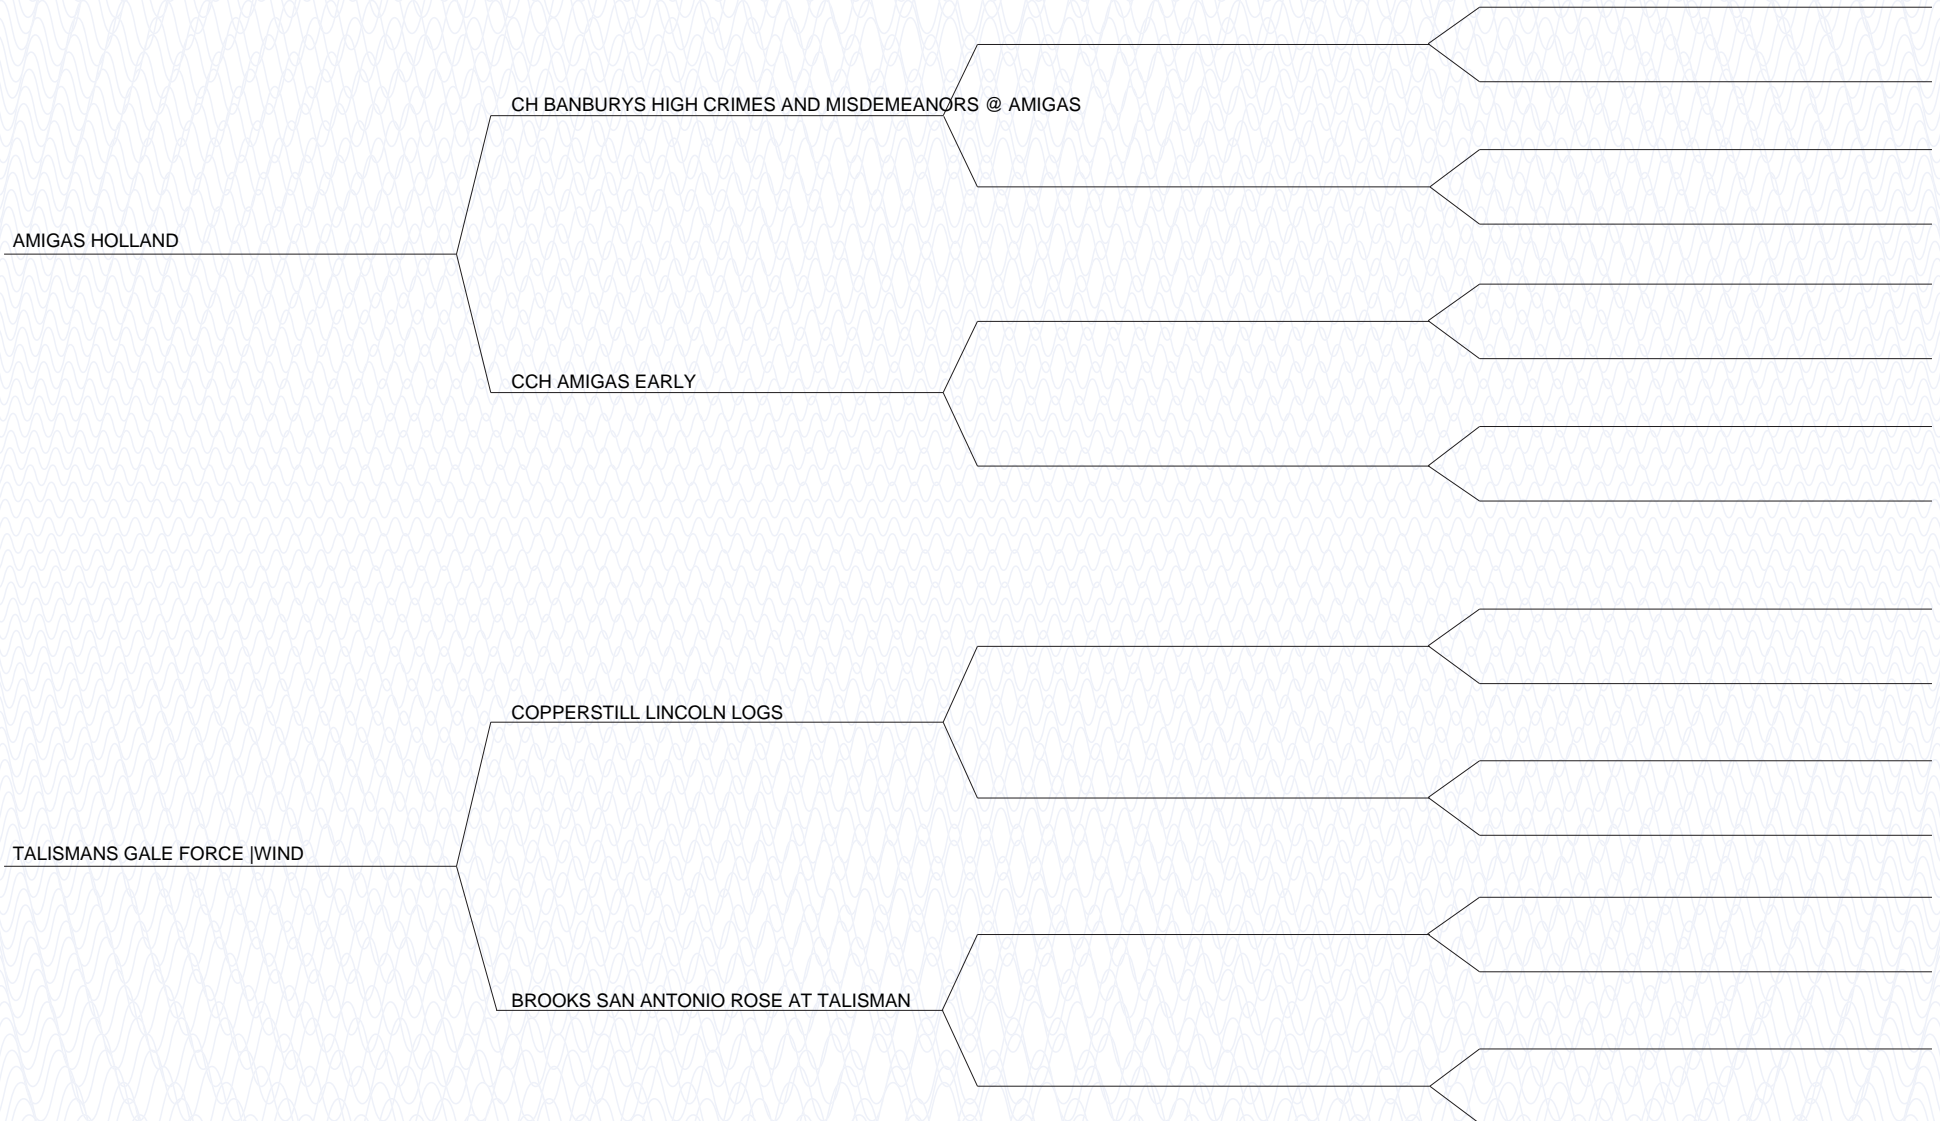 CH BANBURYS HIGH CRIMES AND MISDEMEANORS @ AMIGAS
AMIGAS HOLLAND
CCH AMIGAS EARLY
COPPERSTILL LINCOLN LOGS
TALISMANS GALE FORCE |WIND
BROOKS SAN ANTONIO ROSE AT TALISMAN